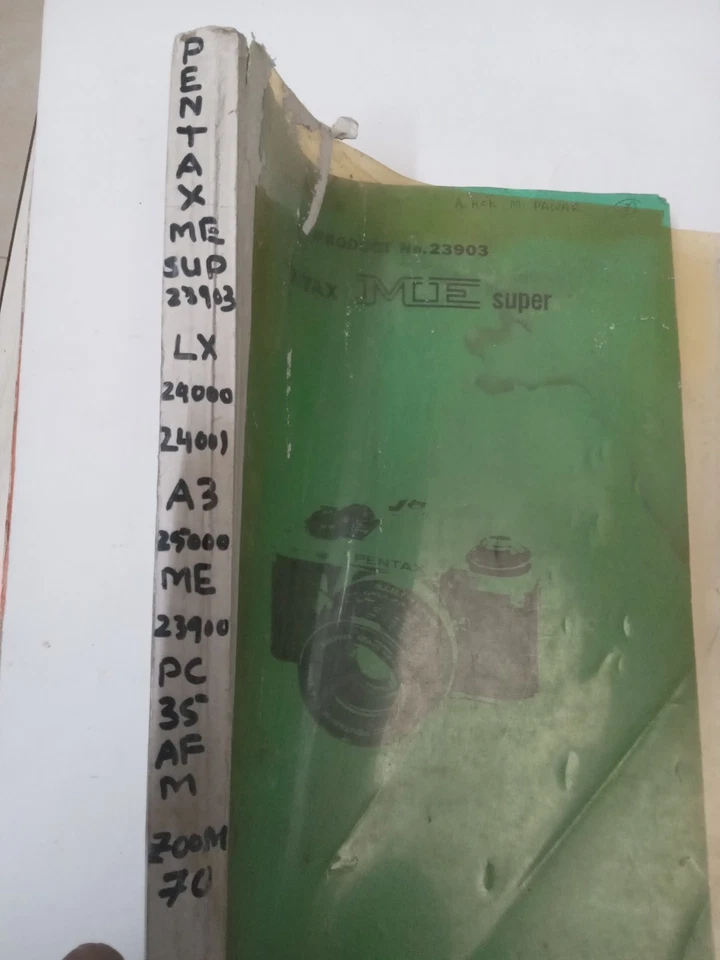 PENTAX
ME
SUP
23903
LX
24000
24001
A3
25000
ME
23900
PC
35
AF
M
ZOOM
70
PRODUCT No.23903
TAX ME super
PENTAX